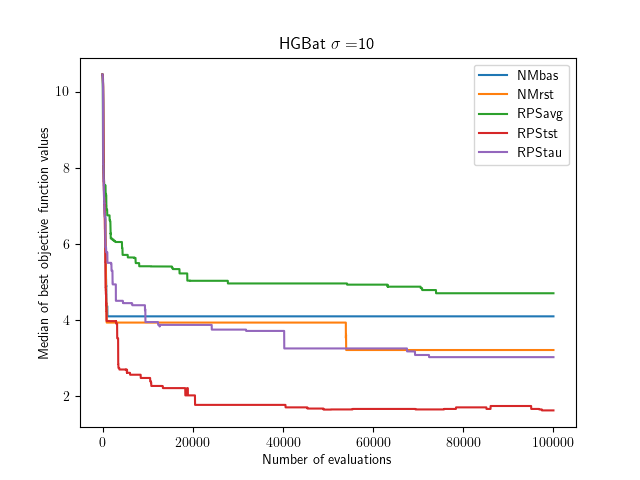 HGBat σ =10
Median of best objective function values
10
8
6
4
2
NMbas
NMrst
RPSavg
RPStst
RPStau
0
20000
40000
60000
80000
100000
Number of evaluations